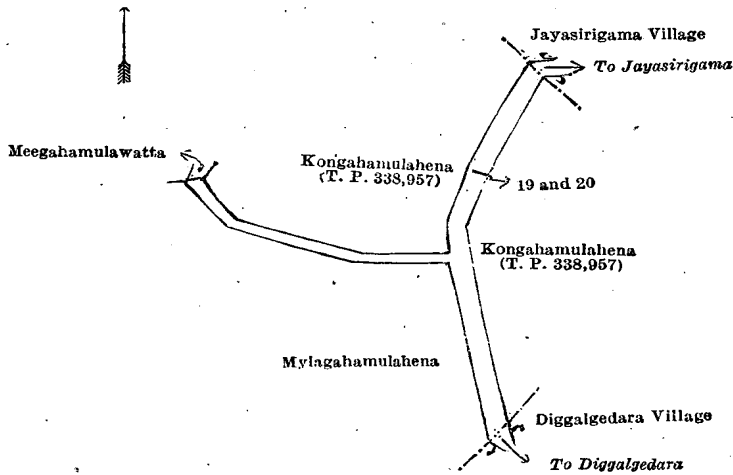 Jayasirigama Village
To Jayasirigama
Meegahamulawatta
Kongahamulahena
(T. P. 338,957)
19 and 20
Kongahamulahena
(T. P. 338,957)
Mylagahamulahena
Diggalgedara Village
To Diggalgedara